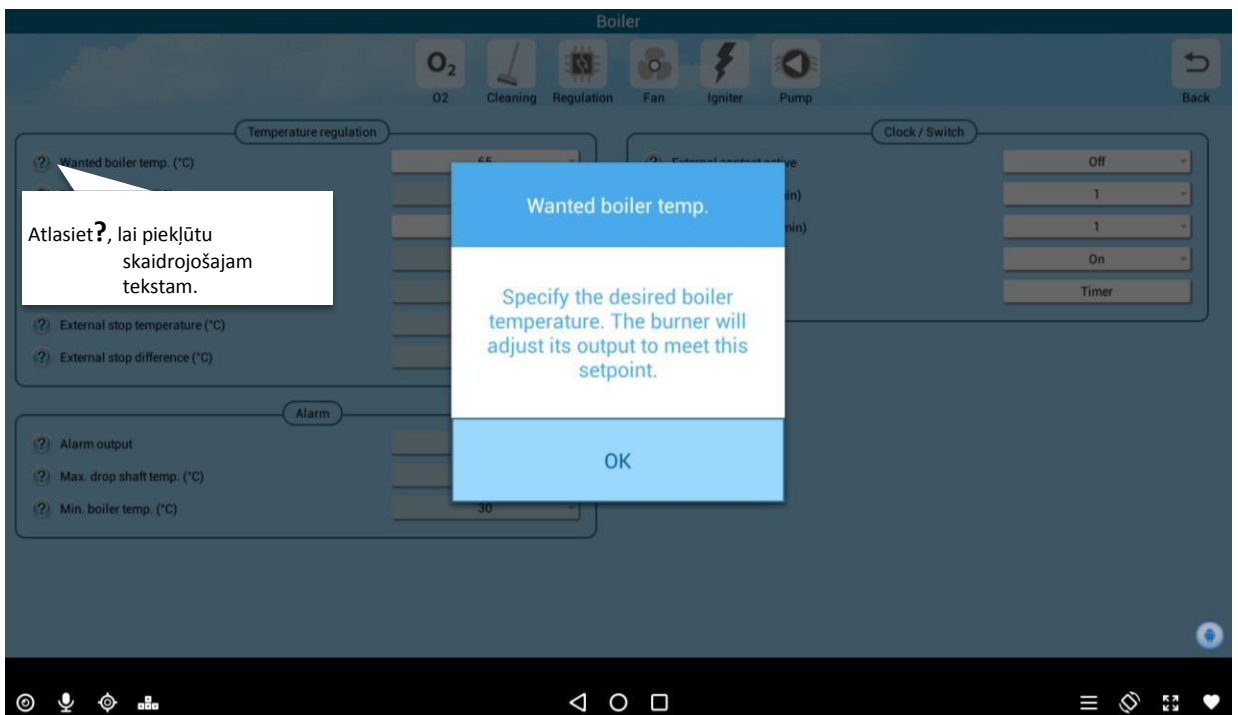 Boiler
O2
O2
Cleaning
Regulation
Fan
Igniter
Pump
Back
Temperature regulation
Wanted boiler temp. (°C)
Atlasiet?, lai piekļūtu
skaidrojošajam
tekstam.
External stop temperature (°C)
External stop difference (°C)
Alarm
Alarm output
Max. drop shaft temp. (°C)
Min. boiler temp. (°C)
30
Wanted boiler temp.
Specify the desired boiler
temperature. The burner will
adjust its output to meet this
setpoint.
OK
Clock / Switch
Off
1
1
On
Timer